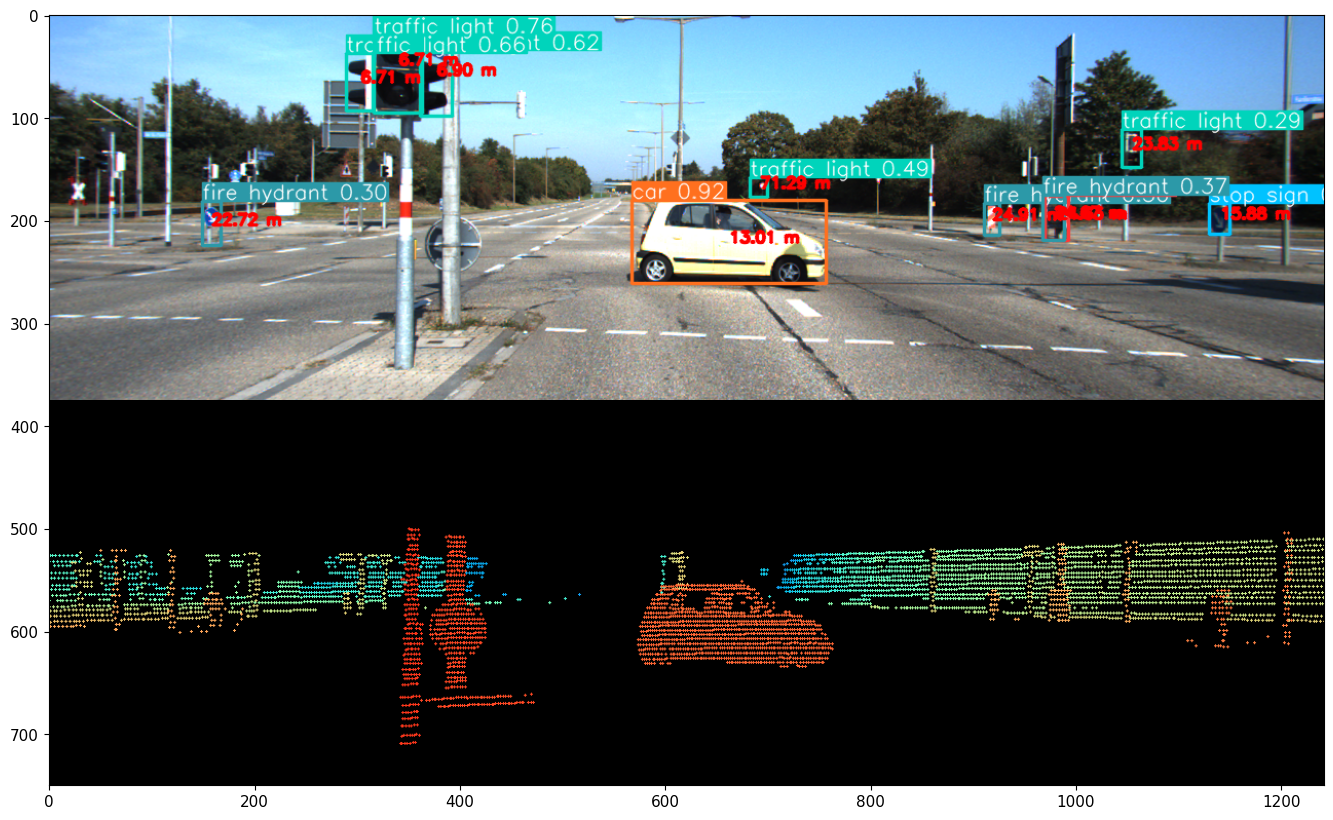 traffic light 0.76
traffic light 0.66
t 0.62
6.71 m
6.71 m
6.90 m
traffic light 0.29
23.83 m
traffic light 0.49
71.29 m
fire hydrant 0.30
22.72 m
car 0.92
13.01 m
fire h
fire hydrant 0.37
stop sign
24.91
15.88 m
0
100
200
300
400
500
600
700
0
200
400
600
800
1000
1200